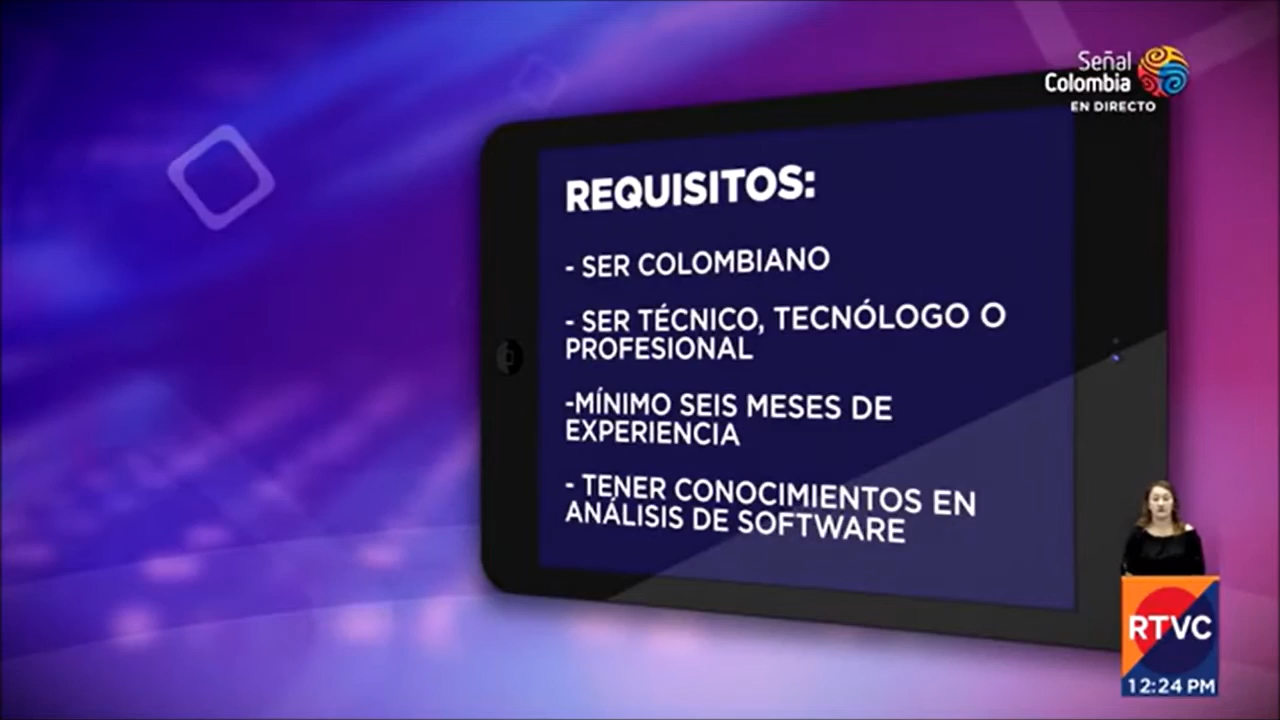 Señal
Colombia
EN DIRECTO
REQUISITOS:
- SER COLOMBIANO
- SER TÉCNICO, TECNÓLOGO O
PROFESIONAL
-MÍNIMO SEIS MESES DE
EXPERIENCIA
- TENER CONOCIMIENTOS EN
ANÁLISIS DE SOFTWARE
RTVC
12:24 PM